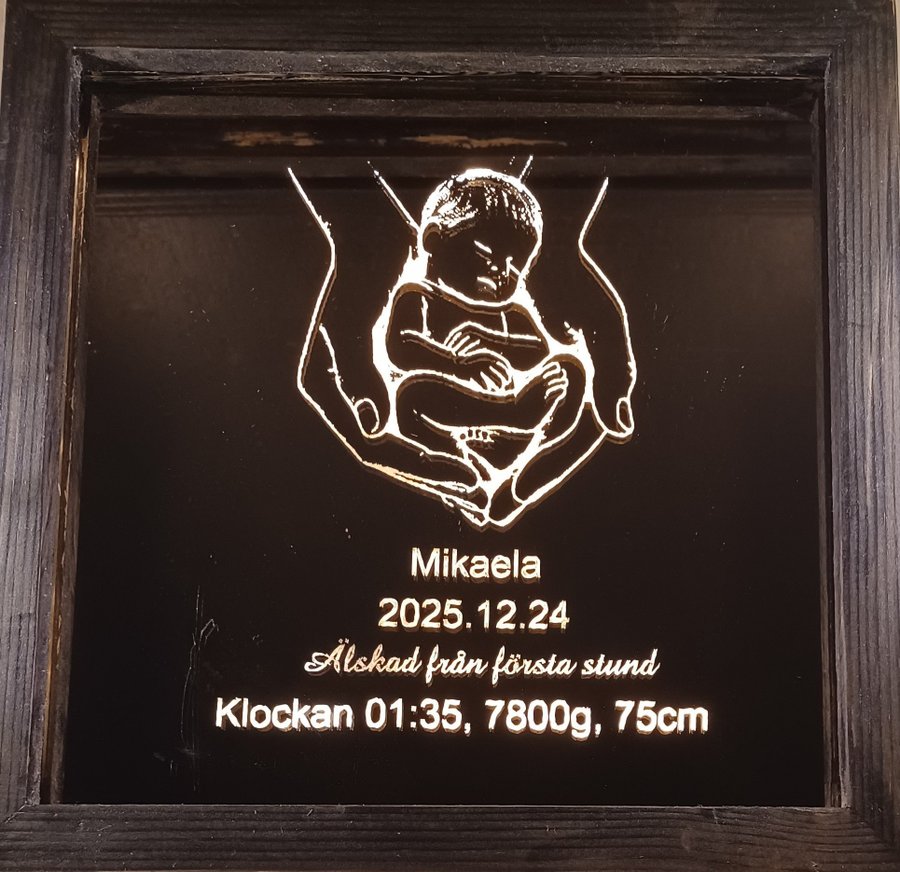 Mikaela
2025.12.24
Älskad från första stund
Klockan 01:35, 7800g, 75cm